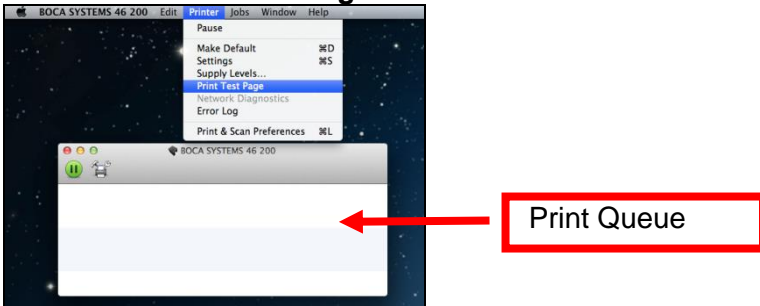 BOCA SYSTEMS 46 200 Edit Printer Jobs Window Help
Pause
Make Default ⌘D
Settings ⌘S
Supply Levels...
Print Test Page
Network Diagnostics
Error Log
Print & Scan Preferences ⌘L
BOCA SYSTEMS 46 200
Print Queue